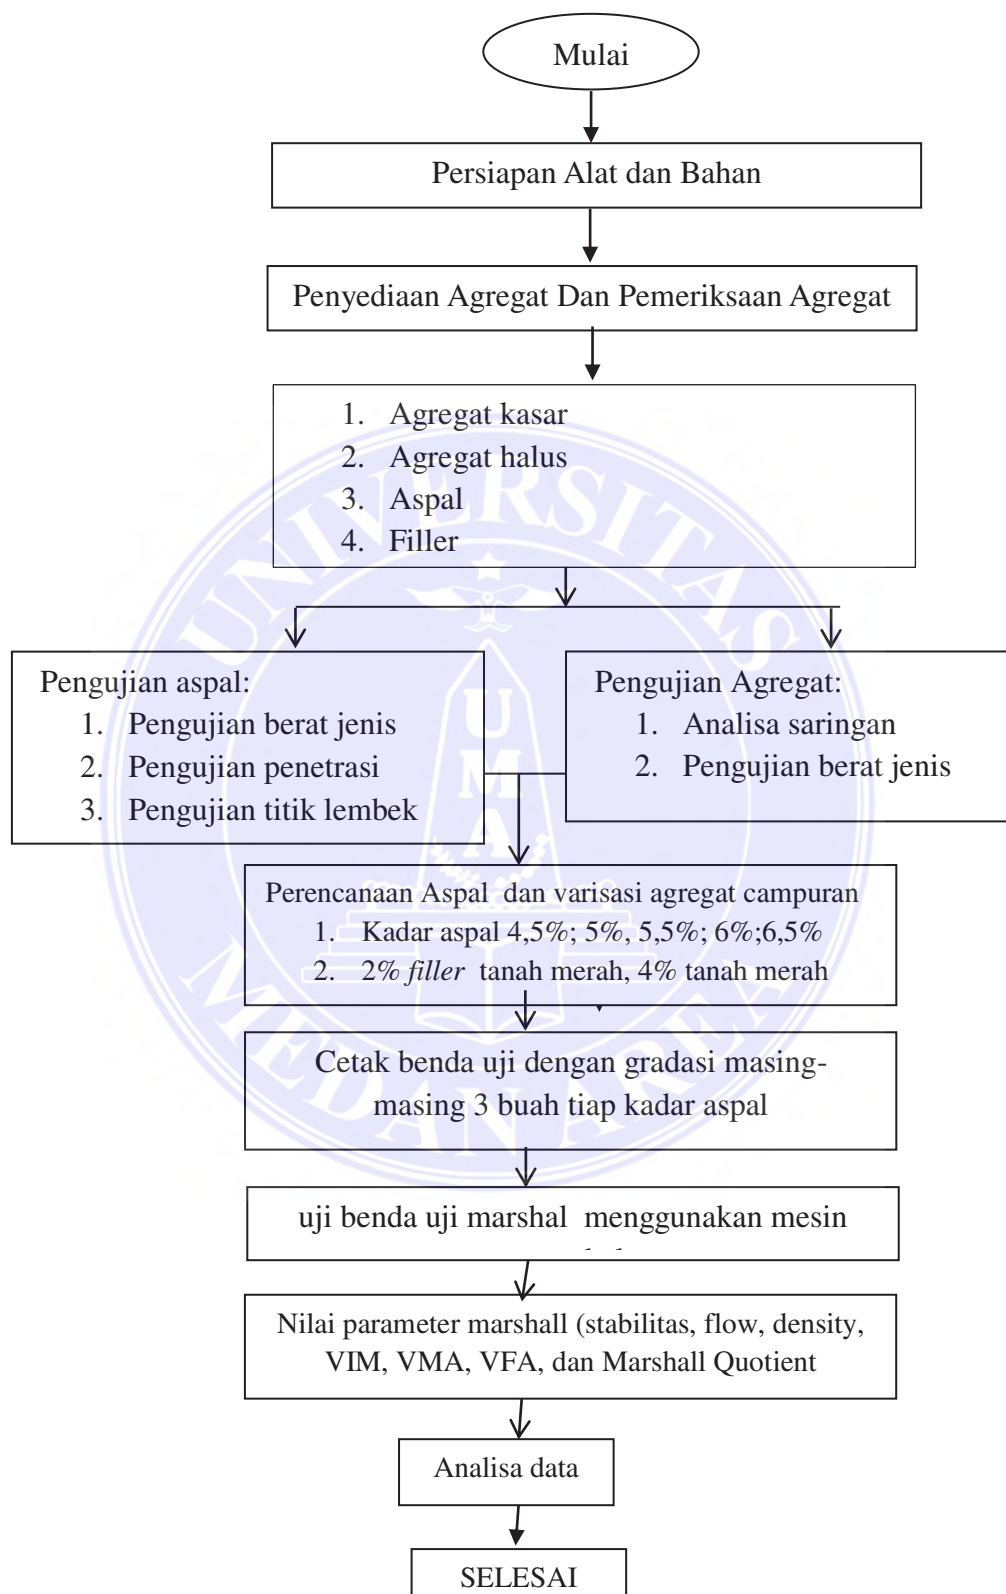 Mulai
Persiapan Alat dan Bahan
Penyediaan Agregat Dan Pemeriksaan Agregat
1. Agregat kasar
2. Agregat halus
3. Aspal
4. Filler
Pengujian aspal:
1. Pengujian berat jenis
2. Pengujian penetrasi
3. Pengujian titik lembek
Pengujian Agregat:
1. Analisa saringan
2. Pengujian berat jenis
Perencanaan Aspal dan varisasi agregat campuran
1. Kadar aspal 4,5%; 5%, 5,5%; 6%;6,5%
2. 2% filler tanah merah, 4% tanah merah
Cetak benda uji dengan gradasi masing-
masing 3 buah tiap kadar aspal
uji benda uji marshal menggunakan mesin
Nilai parameter marshall (stabilitas, flow, density,
VIM, VMA, VFA, dan Marshall Quotient
Analisa data
SELESAI
UNIVERSITAS
MEDAN AREA
UMA